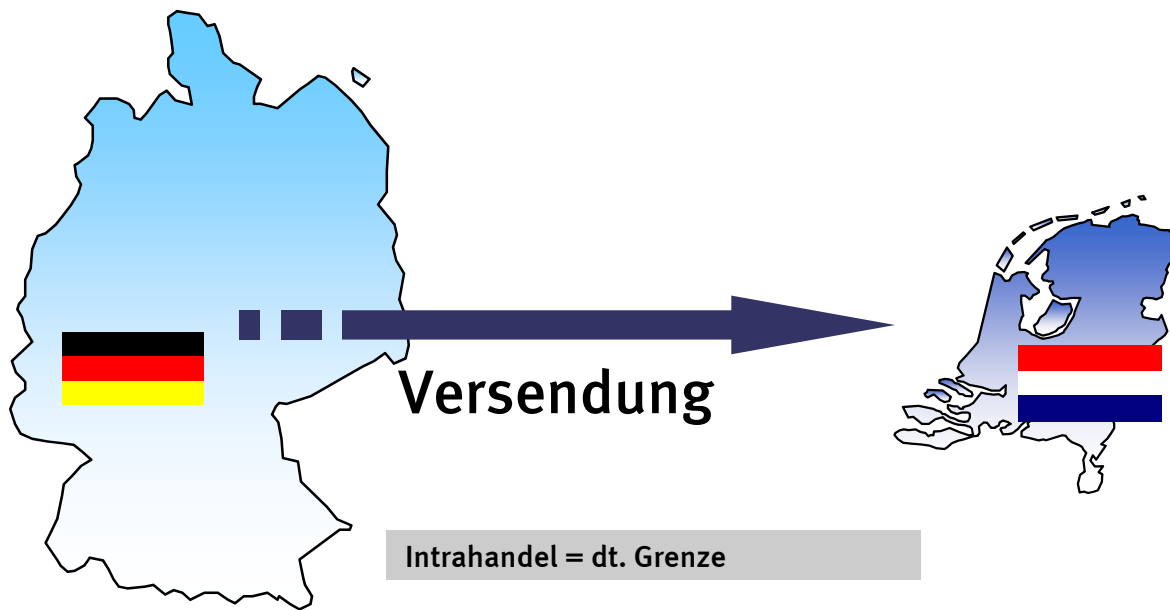 Versendung
Intrahandel = dt. Grenze